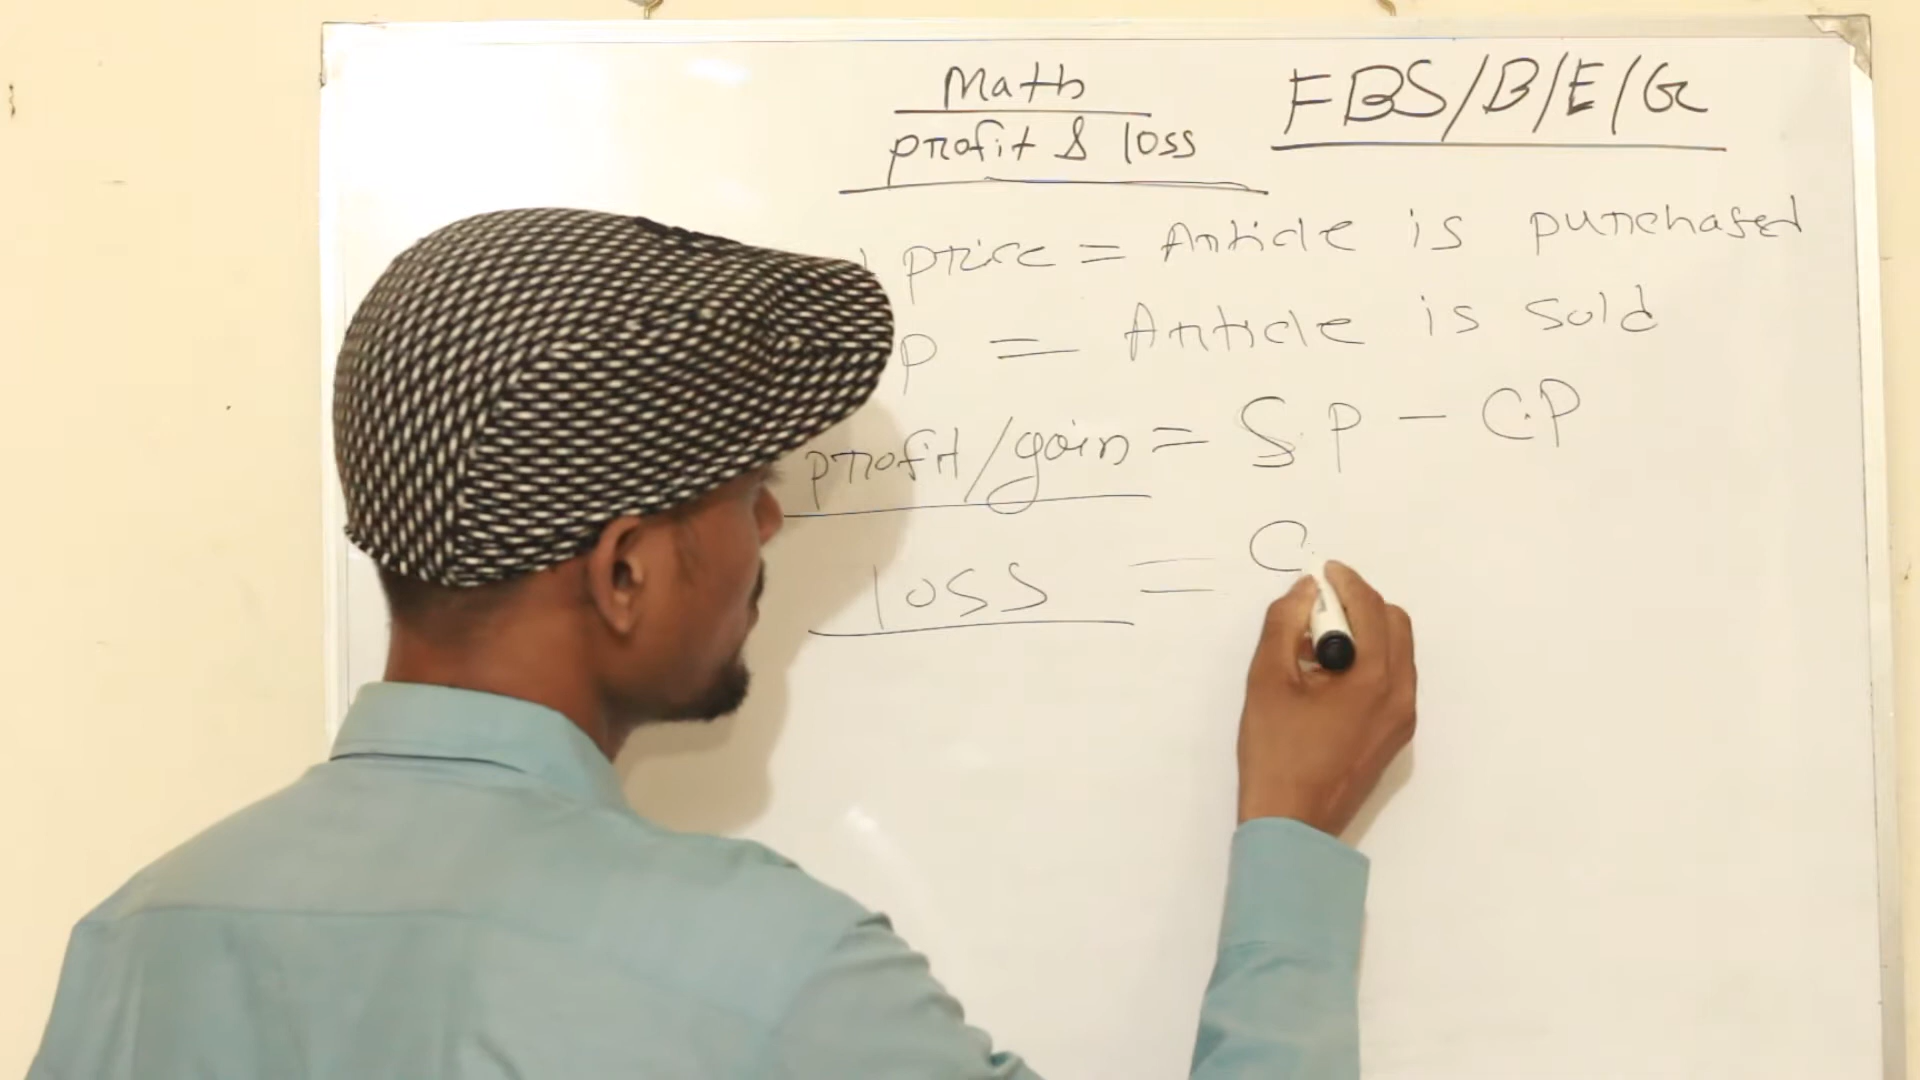 Math
profit & loss
FBS/B/E/G
price = Article is purchased
P = Article is sold
profit/gain = S.P - C.P
loss = C